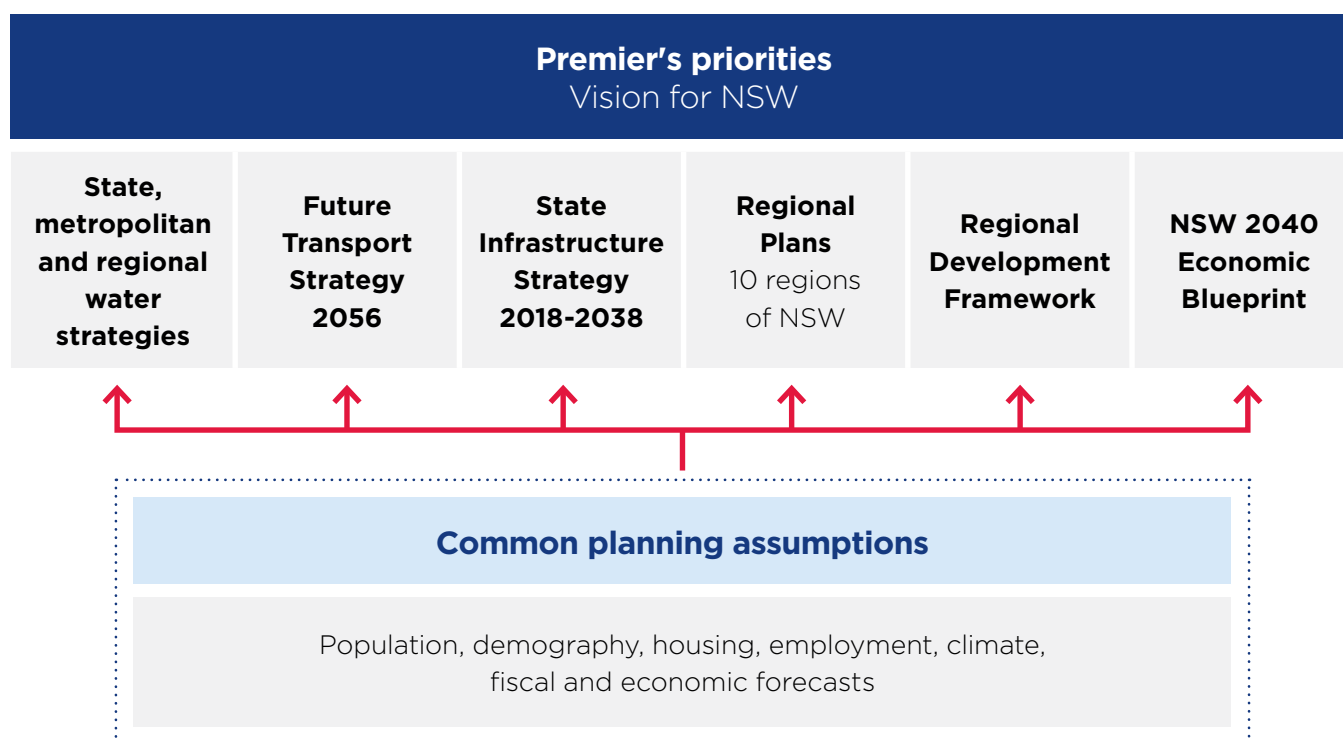 Premier's priorities
Vision for NSW
State,
metropolitan
and regional
water
strategies
Future
Transport
Strategy
2056
State
Infrastructure
Strategy
2018-2038
Regional
Plans
10 regions
of NSW
Regional
Development
Framework
NSW 2040
Economic
Blueprint
Common planning assumptions
Population, demography, housing, employment, climate,
fiscal and economic forecasts